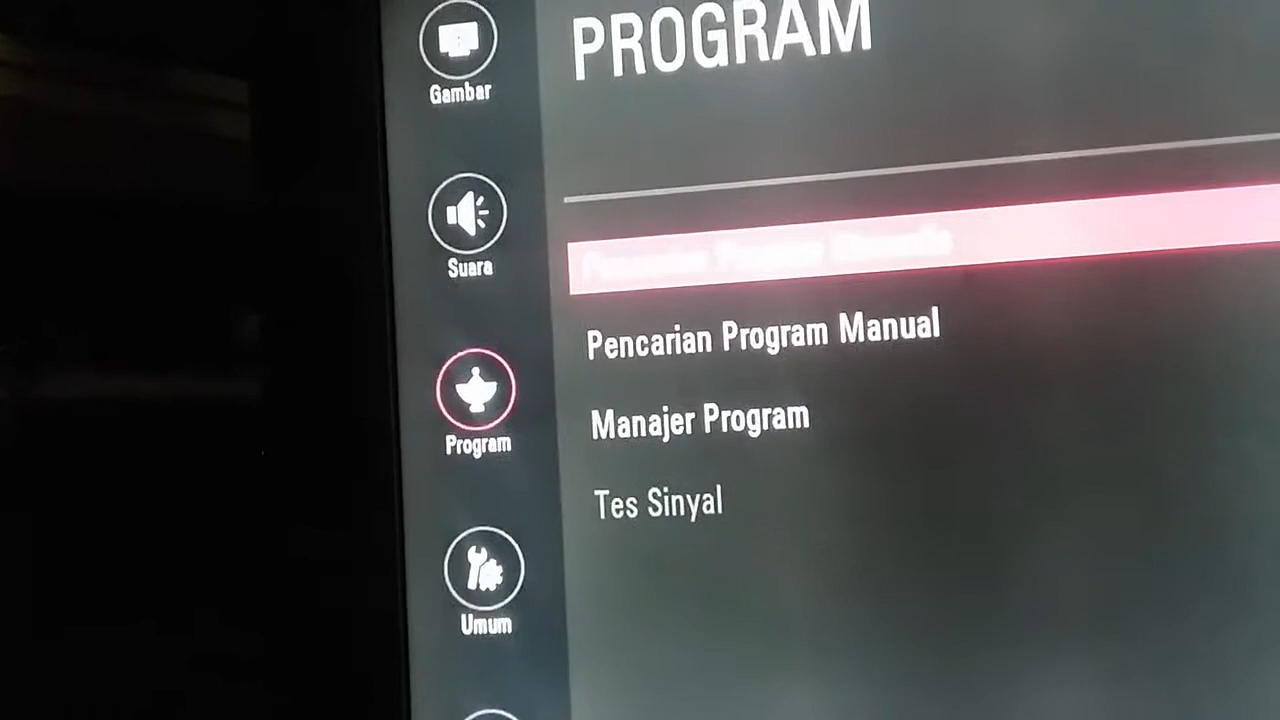 PROGRAM
Gambar
Suara
Pencarian Program Manual
Program
Manajer Program
Tes Sinyal
Umum